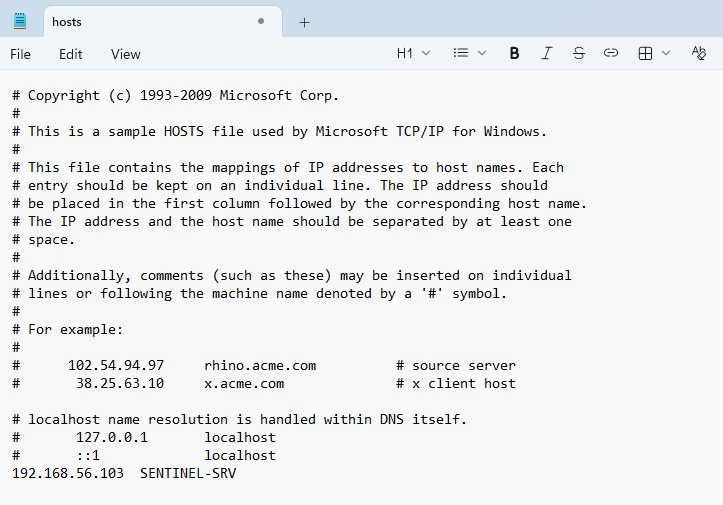 hosts
File Edit View H1 B I S A
# Copyright (c) 1993-2009 Microsoft Corp.
#
# This is a sample HOSTS file used by Microsoft TCP/IP for Windows.
#
# This file contains the mappings of IP addresses to host names. Each
# entry should be kept on an individual line. The IP address should
# be placed in the first column followed by the corresponding host name.
# The IP address and the host name should be separated by at least one
# space.
#
# Additionally, comments (such as these) may be inserted on individual
# lines or following the machine name denoted by a '#' symbol.
#
# For example:
#
#      102.54.94.97     rhino.acme.com          # source server
#       38.25.63.10     x.acme.com              # x client host

# localhost name resolution is handled within DNS itself.
#       127.0.0.1       localhost
#       ::1             localhost
192.168.56.103  SENTINEL-SRV